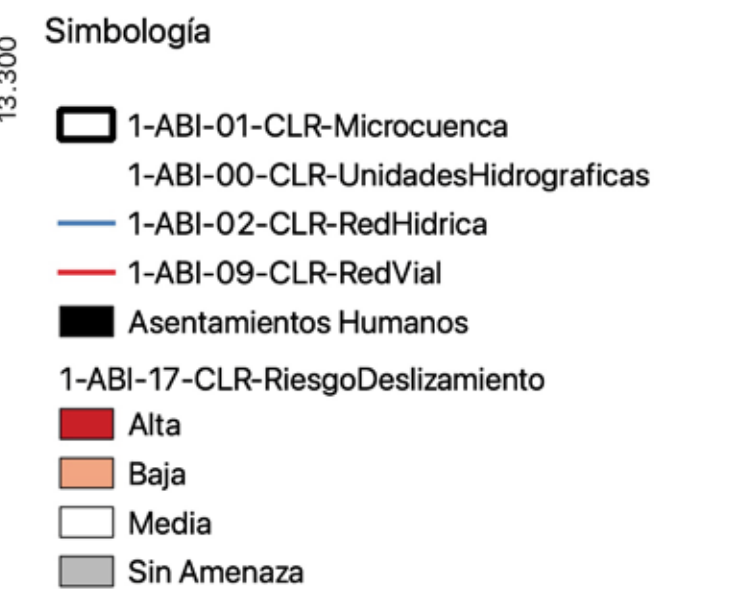 Simbología
13.300
1-ABI-01-CLR-Microcuenca
1-ABI-00-CLR-UnidadesHidrograficas
1-ABI-02-CLR-RedHidrica
1-ABI-09-CLR-RedVial
Asentamientos Humanos
1-ABI-17-CLR-RiesgoDeslizamiento
Alta
Baja
Media
Sin Amenaza